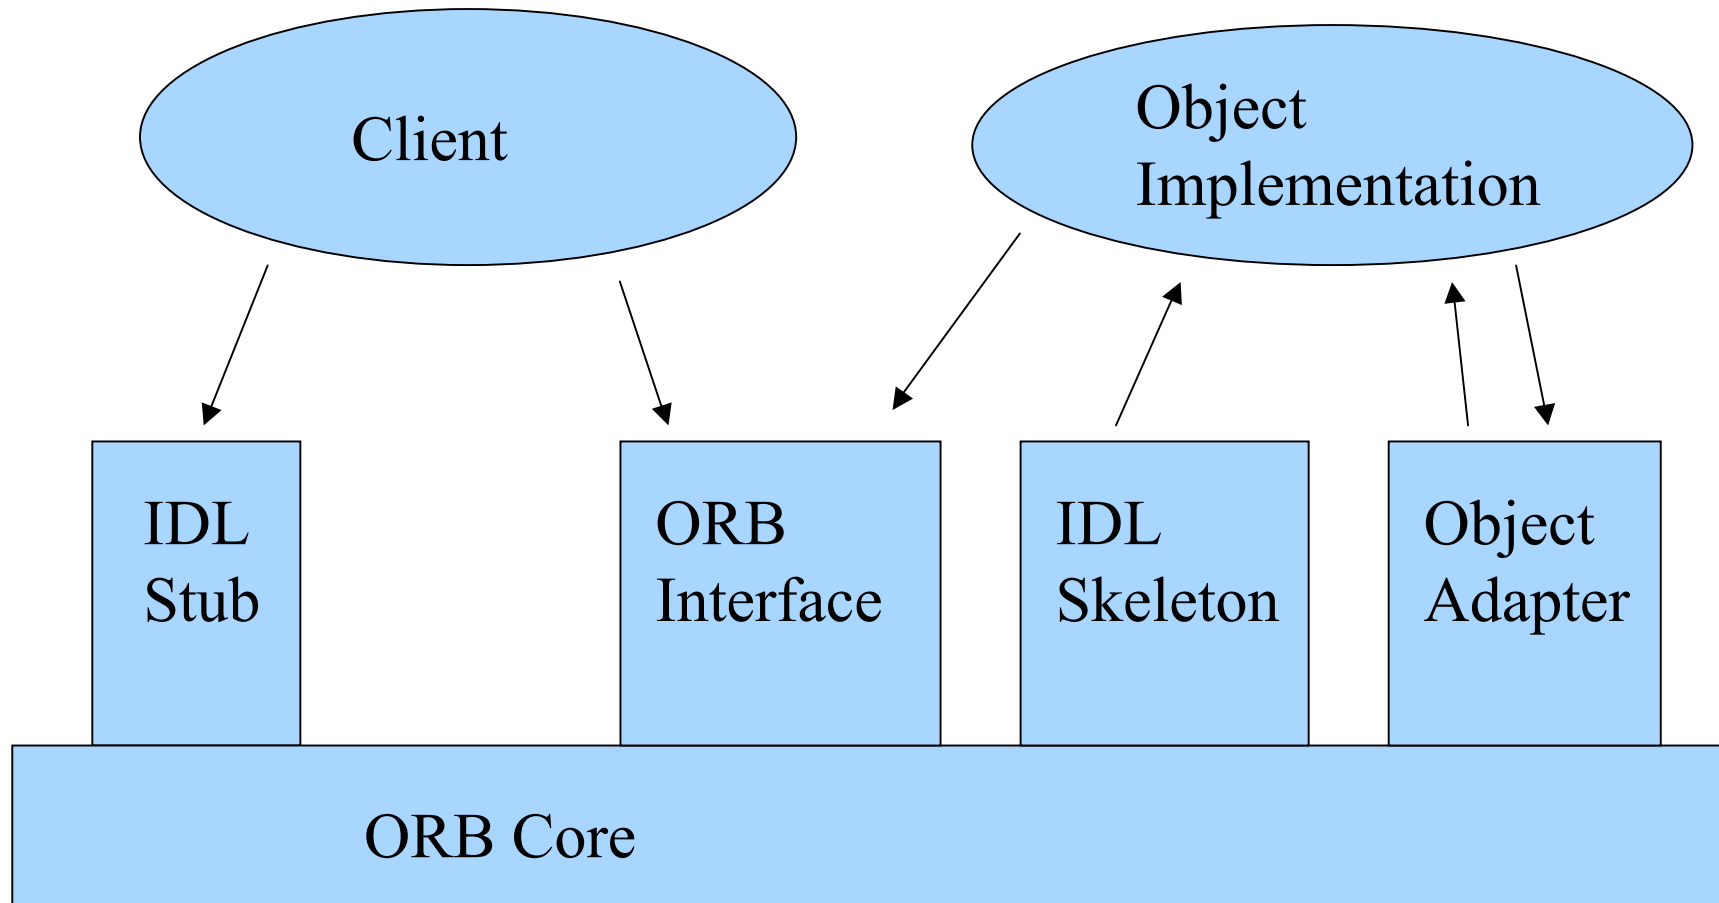 Client
Object
Implementation
IDL
Stub
ORB
Interface
IDL
Skeleton
Object
Adapter
ORB Core